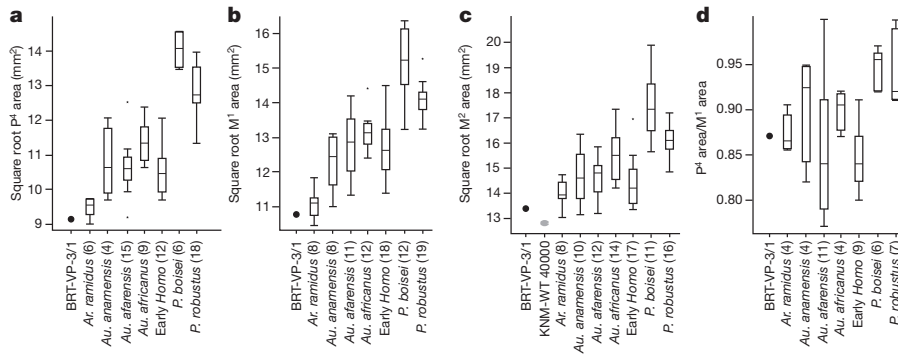 a
Square root P⁴ area (mm²)
14
13
12
11
10
9
BRT-VP-3/1
Ar. ramidus (6)
Au. anamensis (4)
Au. afarensis (15)
Au. africanus (9)
Early Homo (12)
P. boisei (6)
P. robustus (18)
b
Square root M¹ area (mm²)
16
15
14
13
12
11
BRT-VP-3/1
Ar. ramidus (8)
Au. anamensis (8)
Au. afarensis (11)
Au. africanus (12)
Early Homo (18)
P. boisei (12)
P. robustus (19)
c
Square root M² area (mm²)
20
19
18
17
16
15
14
13
BRT-VP-3/1
KNM-WT 40000
Ar. ramidus (8)
Au. anamensis (10)
Au. afarensis (12)
Au. africanus (14)
Early Homo (17)
P. boisei (11)
P. robustus (16)
d
P⁴ area/M¹ area
1.00
0.95
0.90
0.85
0.80
BRT-VP-3/1
Ar. ramidus (4)
Au. anamensis (4)
Au. afarensis (11)
Au. africanus (4)
Early Homo (9)
P. boisei (6)
P. robustus (7)